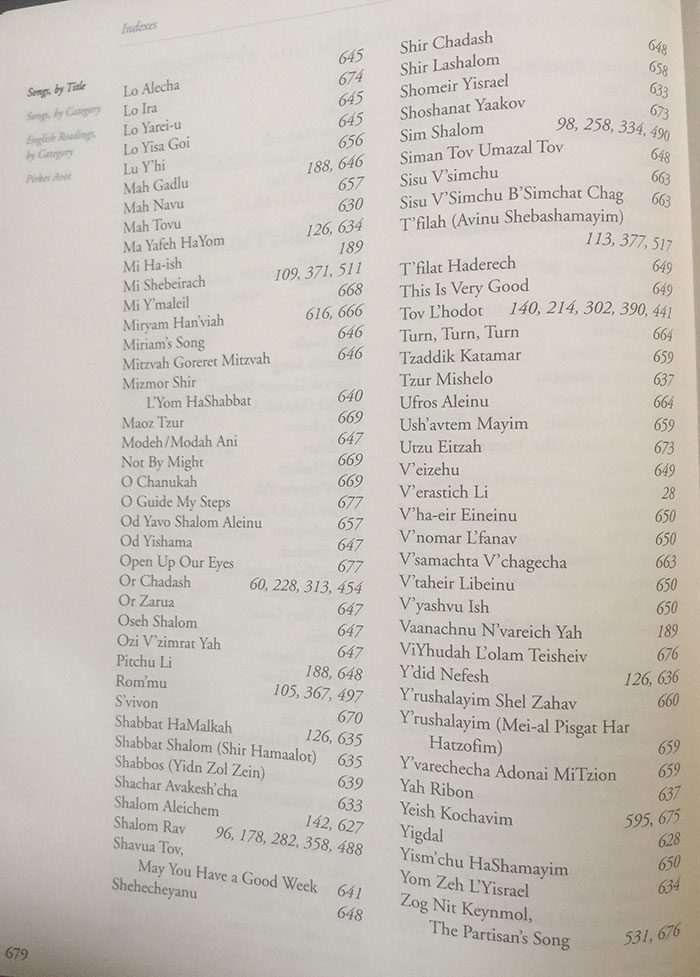 Indexes
Songs, by Title
Songs, by Category
English Readings,
by Category
Pirkei Avot
Lo Alecha 645
Lo Ira 674
Lo Yarei-u 645
Lo Yisa Goi 645
Lu Y'hi 656
Mah Gadlu 188, 646
Mah Navu 657
Mah Tovu 630
Ma Yafeh HaYom 126, 634
Mi Ha-ish 189
Mi Shebeirach 109, 371, 511
Mi Y'maleil 668
Miryam Han'viah 616, 666
Miriam's Song 646
Mitzvah Goreret Mitzvah 646
Mizmor Shir
L'Yom HaShabbat 640
Maoz Tzur 669
Modeh/Modah Ani 647
Not By Might 669
O Chanukah 669
O Guide My Steps 677
Od Yavo Shalom Aleinu 657
Od Yishama 647
Open Up Our Eyes 677
Or Chadash 60, 228, 313, 454
Or Zarua 647
Oseh Shalom 647
Ozi V'zimrat Yah 647
Pitchu Li 188, 648
Rom'mu 105, 367, 497
S'vivon 670
Shabbat HaMalkah 126, 635
Shabbat Shalom (Shir Hamaalot) 635
Shabbos (Yidn Zol Zein) 639
Shachar Avakesh'cha 633
Shalom Aleichem 142, 627
Shalom Rav 96, 178, 282, 358, 488
Shavua Tov,
May You Have a Good Week 641
Shehecheyanu 648
Shir Chadash 648
Shir Lashalom 658
Shomeir Yisrael 633
Shoshanat Yaakov 673
Sim Shalom 98, 258, 334, 490
Siman Tov Umazal Tov 648
Sisu V'simchu 663
Sisu V'Simchu B'Simchat Chag 663
T'filah (Avinu Shebashamayim)
113, 377, 517
T'filat Haderech 649
This Is Very Good 649
Tov L'hodot 140, 214, 302, 390, 441
Turn, Turn, Turn 664
Tzaddik Katamar 659
Tzur Mishelo 637
Ufros Aleinu 664
Ush'avtem Mayim 659
Utzu Eitzah 673
V'eizehu 649
V'erastich Li 28
V'ha-eir Eineinu 650
V'nomar L'fanav 650
V'samachta V'chagecha 663
V'taheir Libeinu 650
V'yashvu Ish 650
Vaanachnu N'vareich Yah 189
ViYhudah L'olam Teisheiv 676
Y'did Nefesh 126, 636
Y'rushalayim Shel Zahav 660
Y'rushalayim (Mei-al Pisgat Har
Hatzofim) 659
Y'varechecha Adonai MiTzion 659
Yah Ribon 637
Yeish Kochavim 595, 675
Yigdal 628
Yism'chu HaShamayim 650
Yom Zeh L'Yisrael 634
Zog Nit Keynmol,
The Partisan's Song 531, 676
679